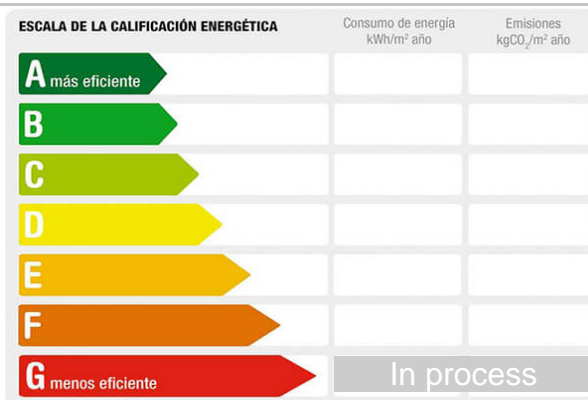 ESCALA DE LA CALIFICACIÓN ENERGÉTICA
Consumo de energía
kWh/m² año
Emisiones
kgCO₂/m² año
A más eficiente
B
C
D
E
F
G menos eficiente
In process